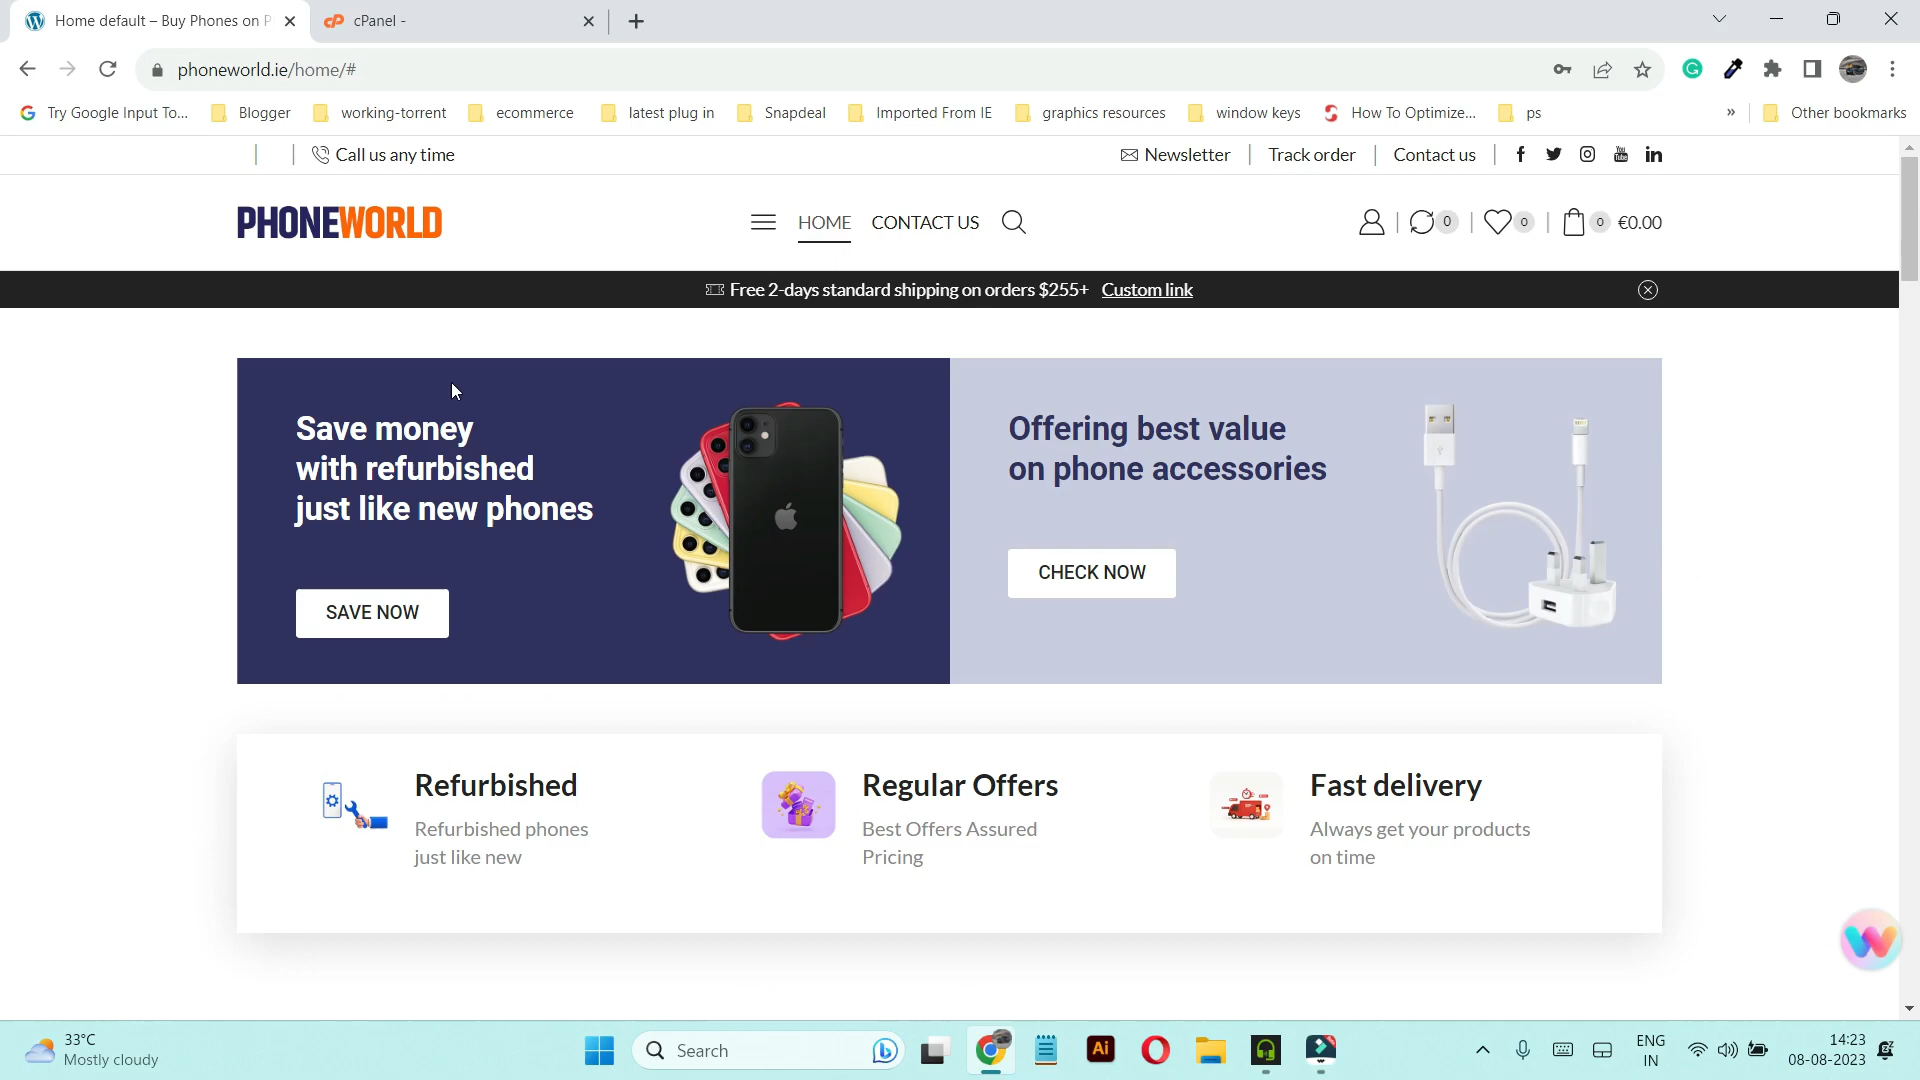 Home default – Buy Phones on P
cPanel -
phoneworld.ie/home/#
Try Google Input To...
Blogger
working-torrent
ecommerce
latest plug in
Snapdeal
Imported From IE
graphics resources
window keys
How To Optimize...
ps
»
Other bookmarks
Call us any time
Newsletter
Track order
Contact us
PHONEWORLD
HOME
CONTACT US
0
0
0
€0.00
Free 2-days standard shipping on orders $255+ Custom link
Save money
with refurbished
just like new phones
SAVE NOW
Offering best value
on phone accessories
CHECK NOW
Refurbished
Refurbished phones
just like new
Regular Offers
Best Offers Assured
Pricing
Fast delivery
Always get your products
on time
33°C
Mostly cloudy
Search
Ai
ENG
IN
14:23
08-08-2023